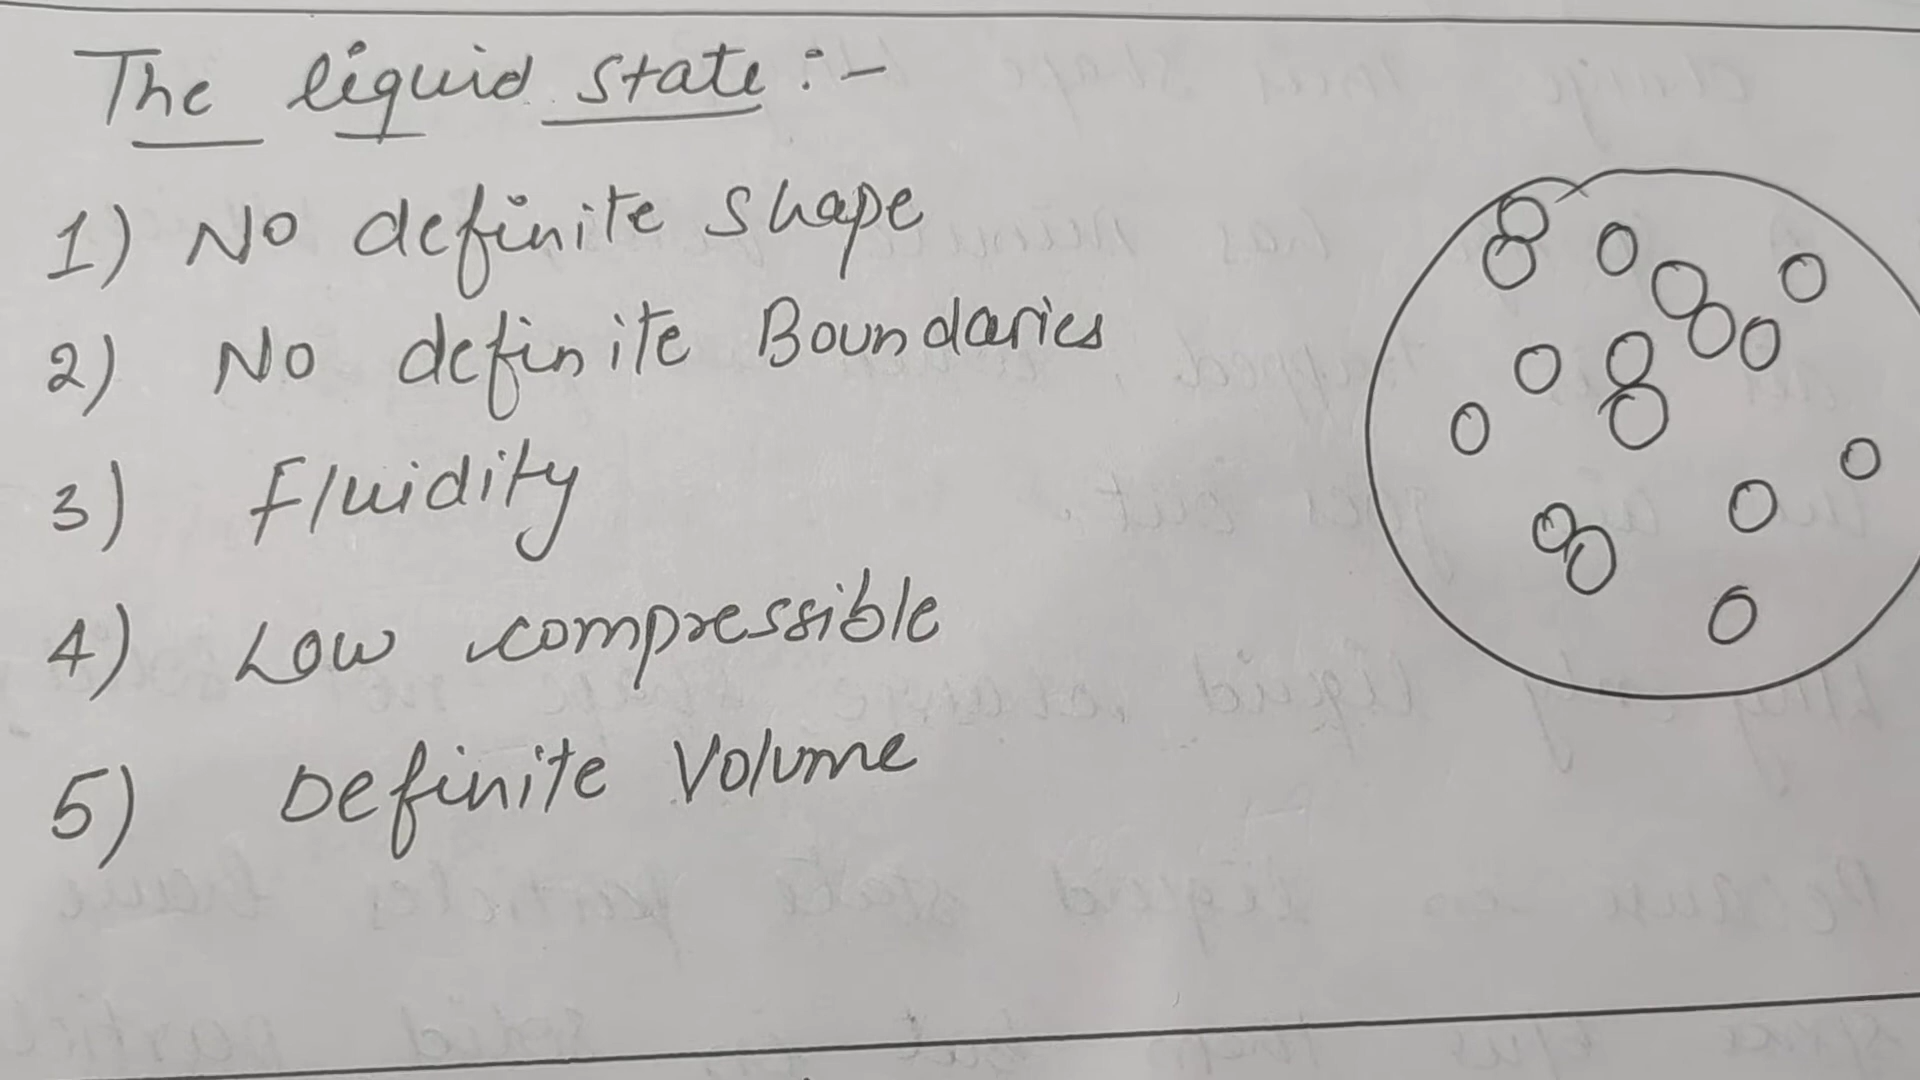 The liquid state :-
1) No definite shape
2) No definite Boundaries
3) Fluidity
4) Low compressible
5) Definite Volume